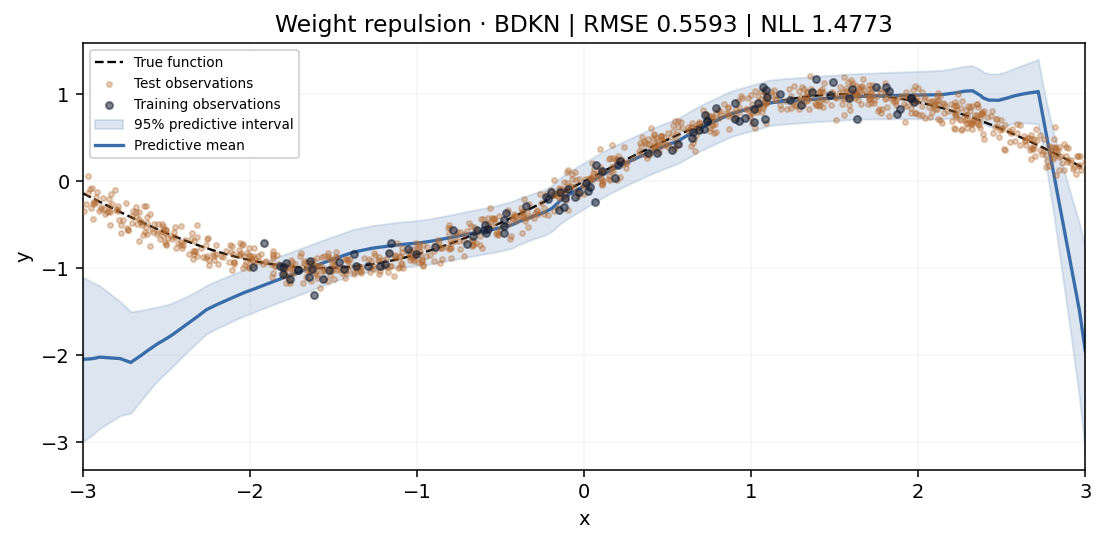 Weight repulsion · BDKN | RMSE 0.5593 | NLL 1.4773
True function
Test observations
Training observations
95% predictive interval
Predictive mean
y
1
0
−1
−2
−3
−3
−2
−1
0
1
2
3
x